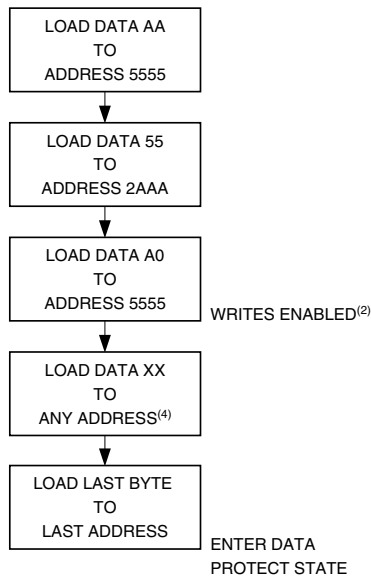 LOAD DATA AA
TO
ADDRESS 5555
LOAD DATA 55
TO
ADDRESS 2AAA
LOAD DATA A0
TO
ADDRESS 5555
WRITES ENABLED(2)
LOAD DATA XX
TO
ANY ADDRESS(4)
LOAD LAST BYTE
TO
LAST ADDRESS
ENTER DATA
PROTECT STATE